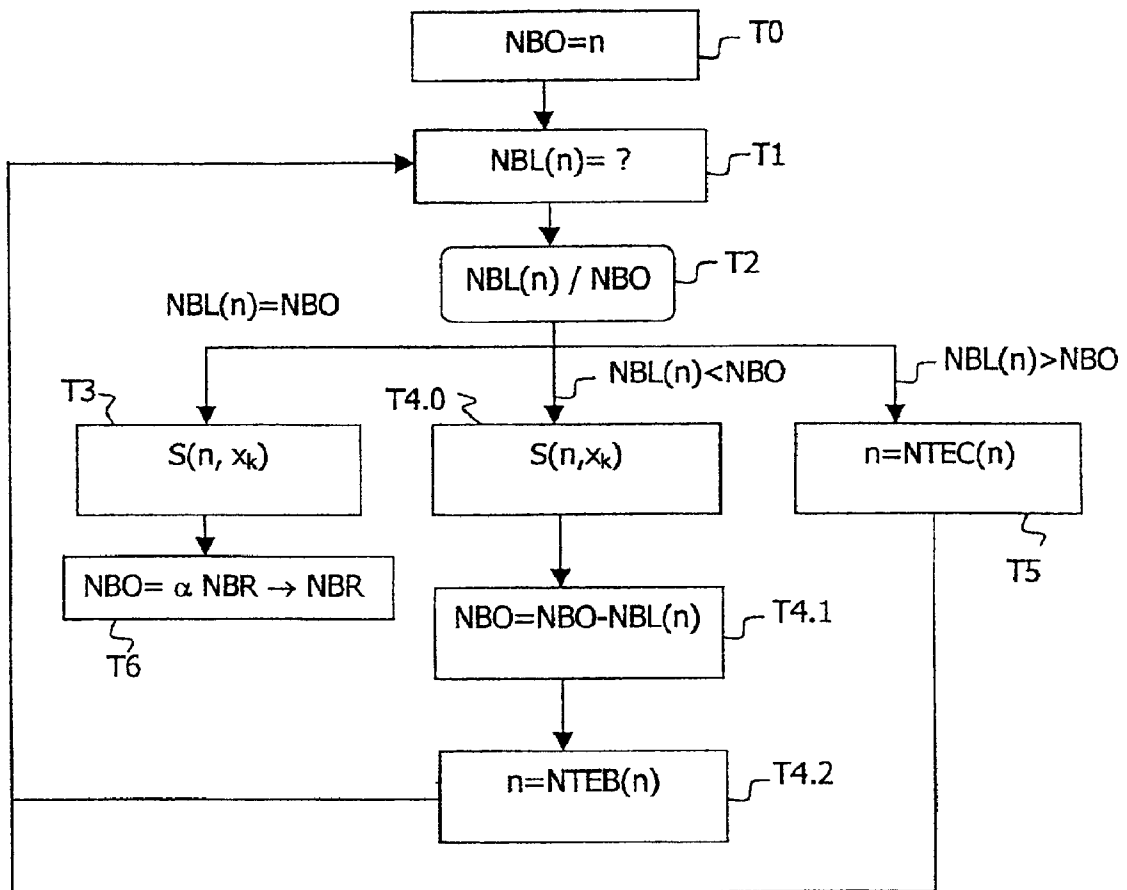 NBO=n
T0
NBL(n)= ?
T1
NBL(n) / NBO
T2
NBL(n)=NBO
NBL(n)<NBO
NBL(n)>NBO
T3
T4.0
S(n, xₖ)
S(n,xₖ)
n=NTEC(n)
T5
NBO= α NBR → NBR
T6
NBO=NBO-NBL(n)
T4.1
n=NTEB(n)
T4.2